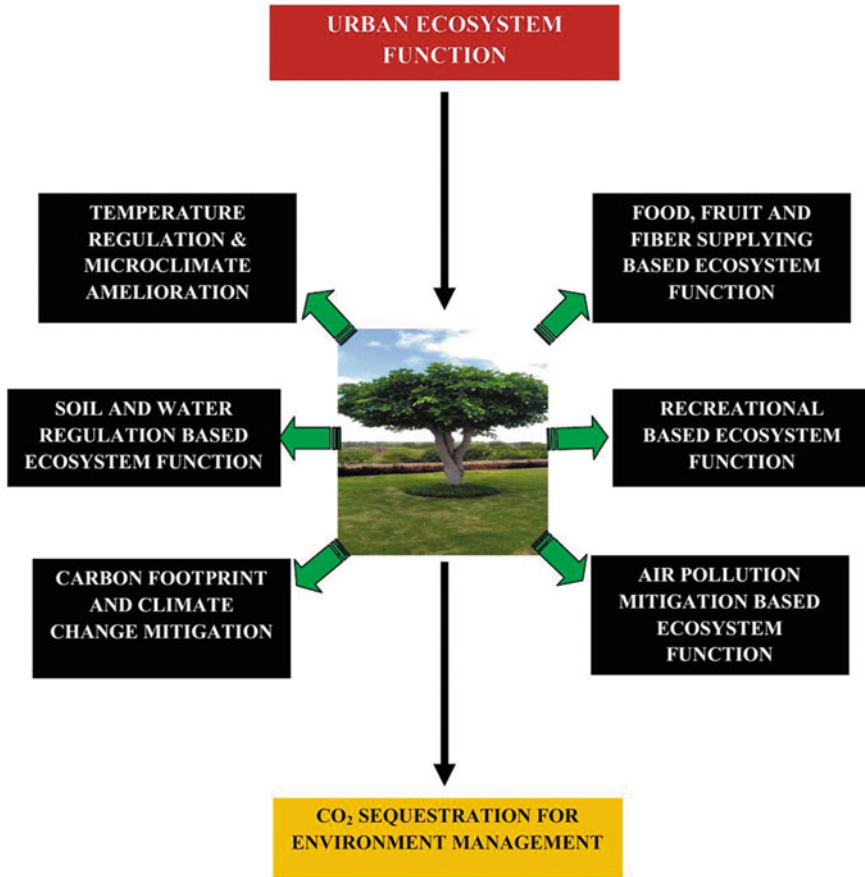 URBAN ECOSYSTEM
FUNCTION
TEMPERATURE
REGULATION &
MICROCLIMATE
AMELIORATION
FOOD, FRUIT AND
FIBER SUPPLYING
BASED ECOSYSTEM
FUNCTION
SOIL AND WATER
REGULATION BASED
ECOSYSTEM FUNCTION
RECREATIONAL
BASED ECOSYSTEM
FUNCTION
CARBON FOOTPRINT
AND CLIMATE
CHANGE MITIGATION
AIR POLLUTION
MITIGATION BASED
ECOSYSTEM
FUNCTION
CO₂ SEQUESTRATION FOR
ENVIRONMENT MANAGEMENT